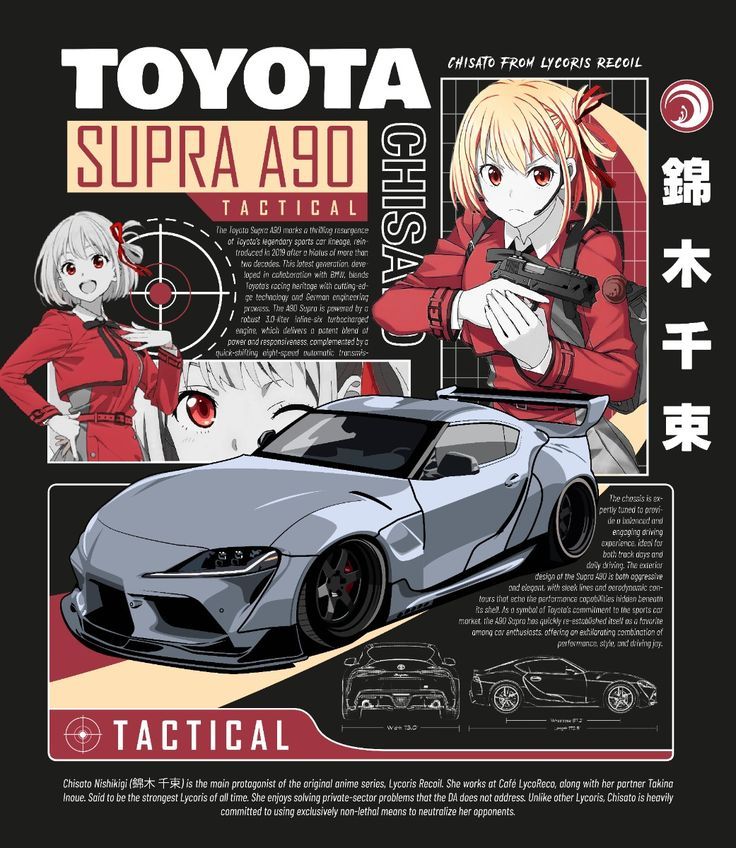 TOYOTA
SUPRA A90
TACTICAL
CHISATO FROM LYCORIS RECOIL
CHISATO
錦
木
千
束
The Toyota Supra A90 marks a thrilling resurgence
of Toyota's legendary sports car lineage, rein-
troduced in 2019 after a hiatus of more than
two decades. This latest generation, deve-
loped in collaboration with BMW, blends
Toyota's racing heritage with cutting-ed-
ge technology and German engineering
prowess. The A90 Supra is powered by a
robust 3.0-liter inline-six turbocharged
engine, which delivers a potent blend of
power and responsiveness, complemented by a
quick-shifting eight-speed automatic transmis-
The chassis is ex-
pertly tuned to provi-
de a balanced and
engaging driving
experience, ideal for
both track days and
daily driving. The exterior
design of the Supra A90 is both aggressive
and elegant, with sleek lines and aerodynamic con-
tours that echo the performance capabilities hidden beneath
its shell. As a symbol of Toyota's commitment to the sports car
market, the A90 Supra has quickly re-established itself as a favorite
among car enthusiasts, offering an exhilarating combination of
performance, style, and driving joy.
Width 73.0"
Wheelbase 97.2"
Length 172.5"
TACTICAL
Chisato Nishikigi (錦木 千束) is the main protagonist of the original anime series, Lycoris Recoil. She works at Café LycoReco, along with her partner Takina
Inoue. Said to be the strongest Lycoris of all time. She enjoys solving private-sector problems that the DA does not address. Unlike other Lycoris, Chisato is heavily
committed to using exclusively non-lethal means to neutralize her opponents.